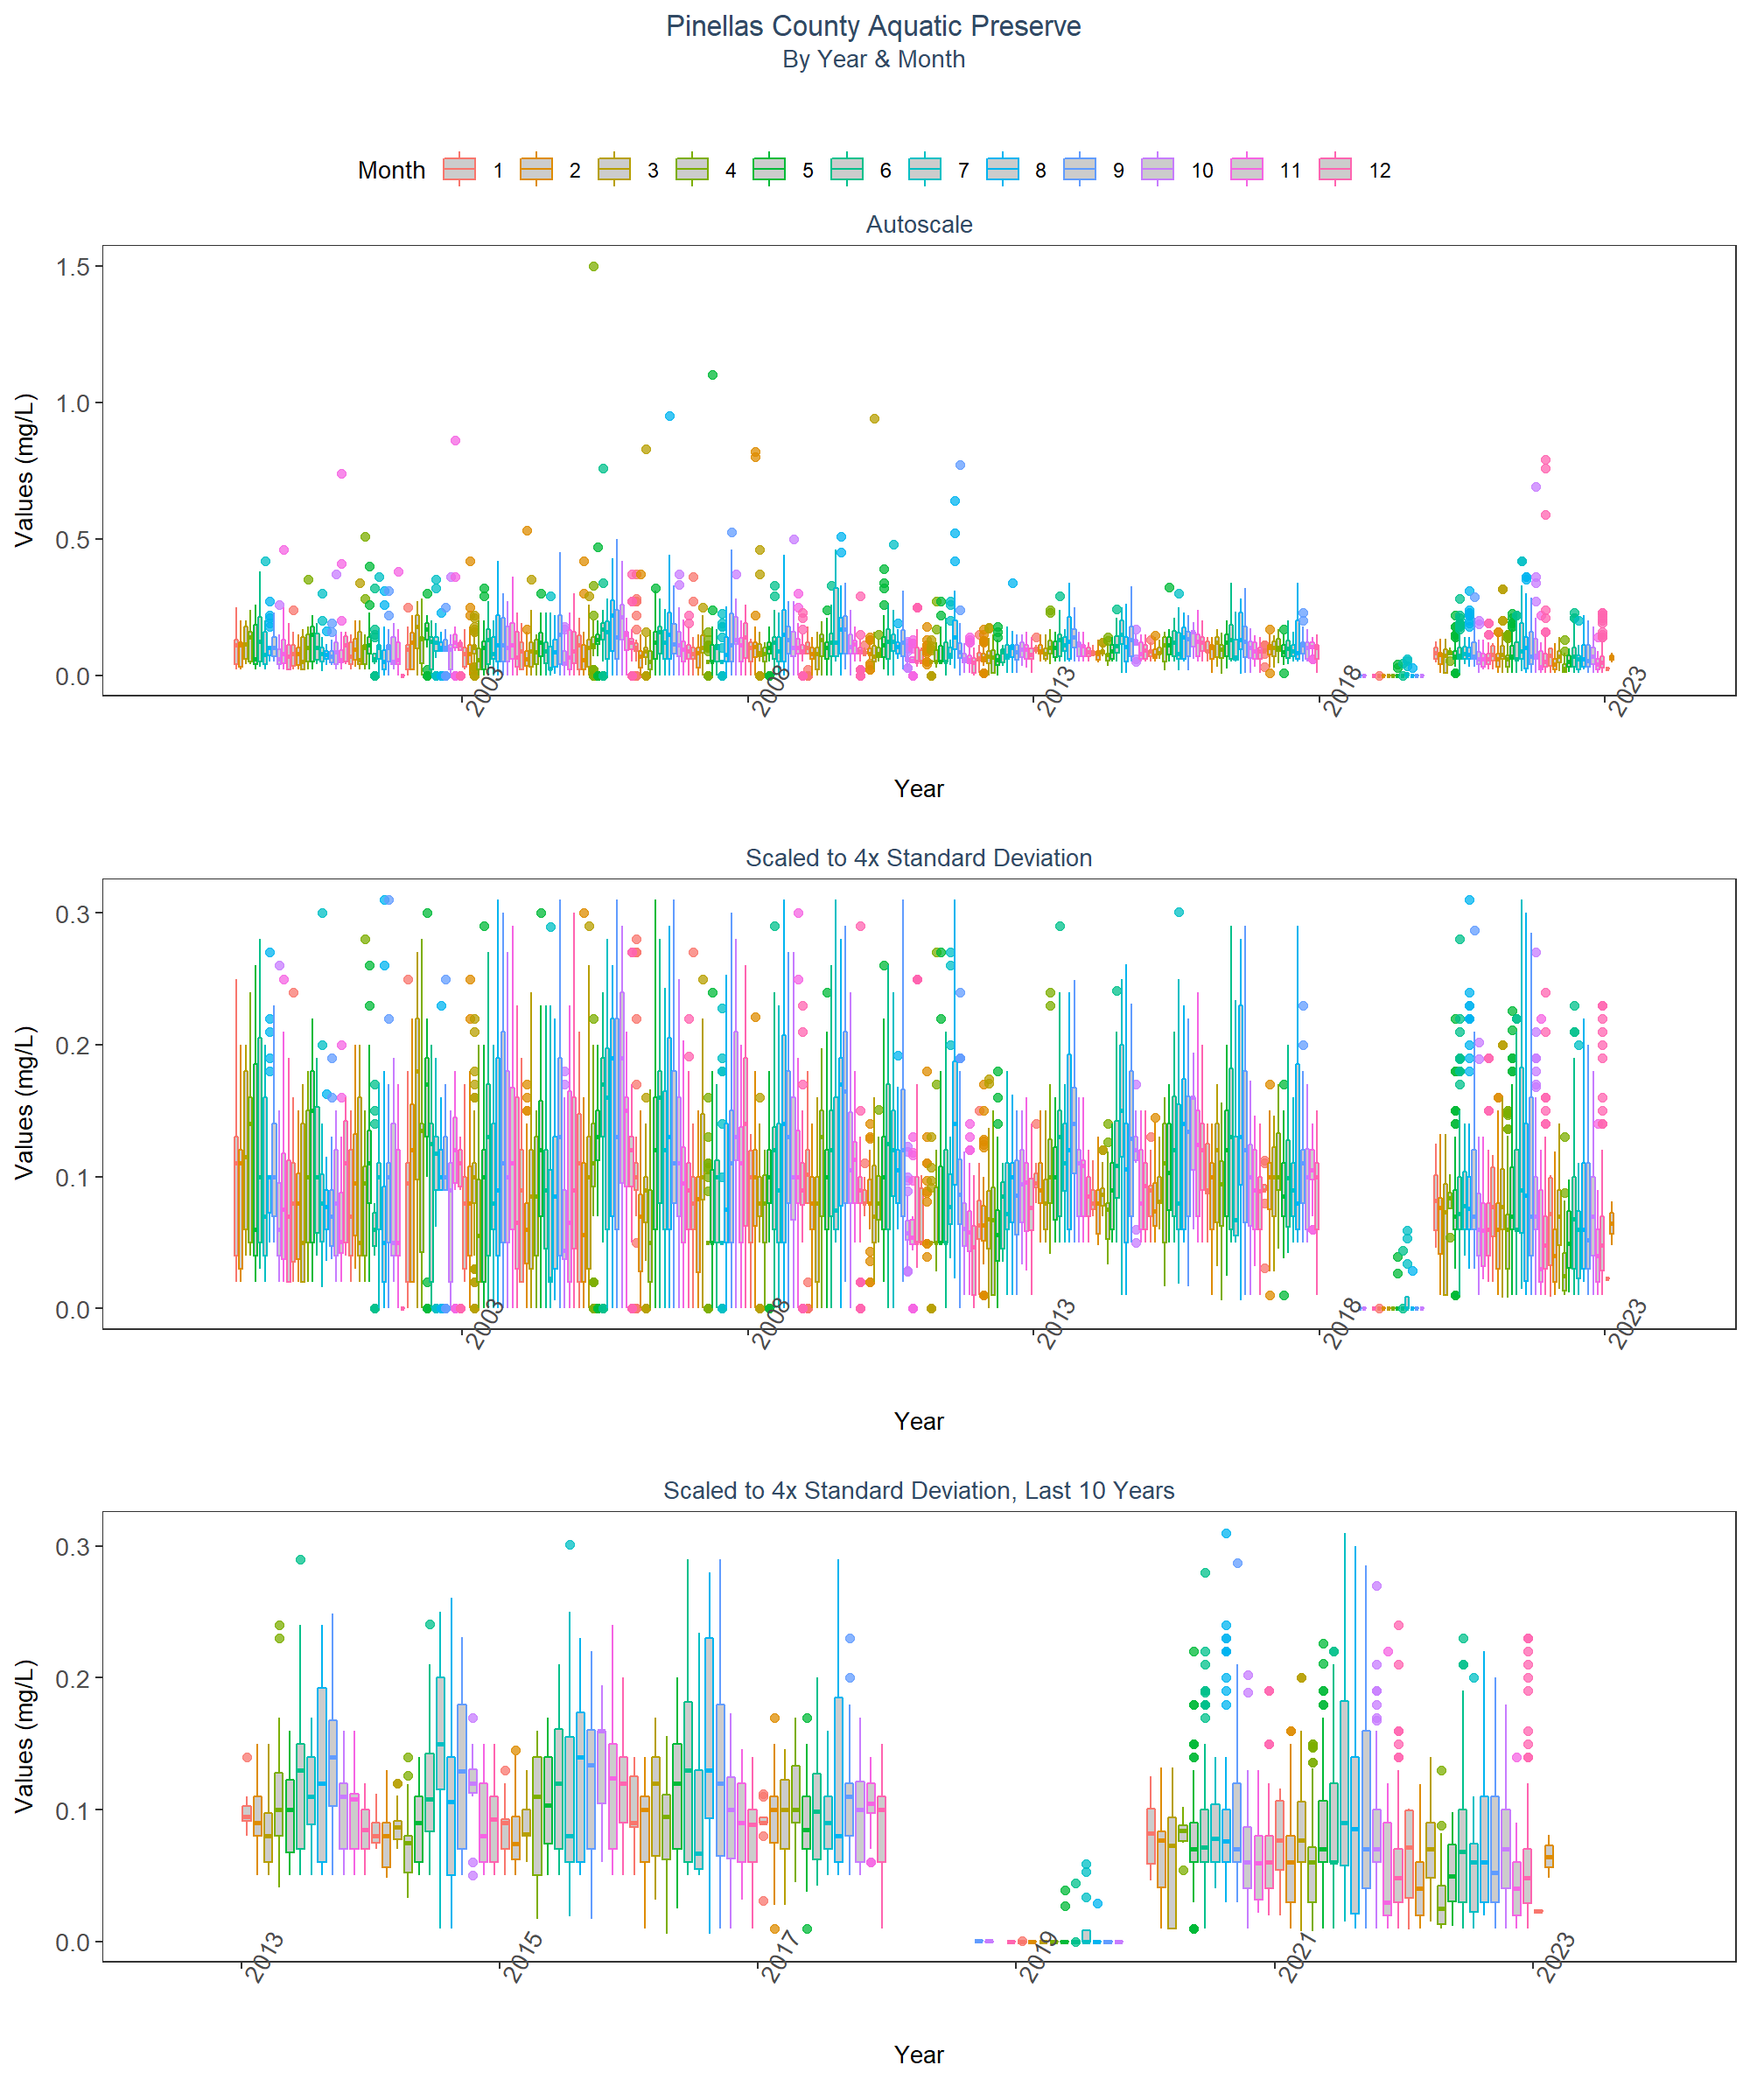 Pinellas County Aquatic Preserve
By Year & Month
Month 1 2 3 4 5 6 7 8 9 10 11 12
Autoscale
Values (mg/L)
1.5
1.0
0.5
0.0
2003 2008 2013 2018 2023
Year
Scaled to 4x Standard Deviation
Values (mg/L)
0.3
0.2
0.1
0.0
2003 2008 2013 2018 2023
Year
Scaled to 4x Standard Deviation, Last 10 Years
Values (mg/L)
0.3
0.2
0.1
0.0
2013 2015 2017 2019 2021 2023
Year